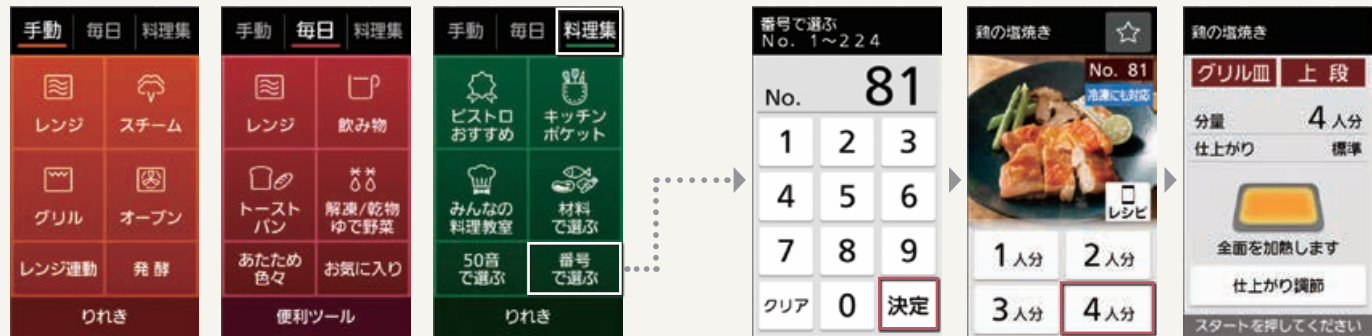 手動 毎日 料理集
レンジ スチーム
グリル オーブン
レンジ連動 発酵
りれき
手動 毎日 料理集
レンジ 飲み物
トースト
パン
解凍/乾物
ゆで野菜
あたため
色々
お気に入り
便利ツール
手動 毎日 料理集
ビストロ
おすすめ
キッチン
ポケット
みんなの
料理教室
材料
で選ぶ
50音
で選ぶ
番号
で選ぶ
りれき
番号で選ぶ
No. 1~224
No. 81
1 2 3
4 5 6
7 8 9
クリア 0 決定
鶏の塩焼き
No. 81
冷凍にも対応
レシピ
1人分 2人分
3人分 4人分
鶏の塩焼き
グリル皿 上段
分量 4人分
仕上がり 標準
全面を加熱します
仕上がり調節
スタートを押してください